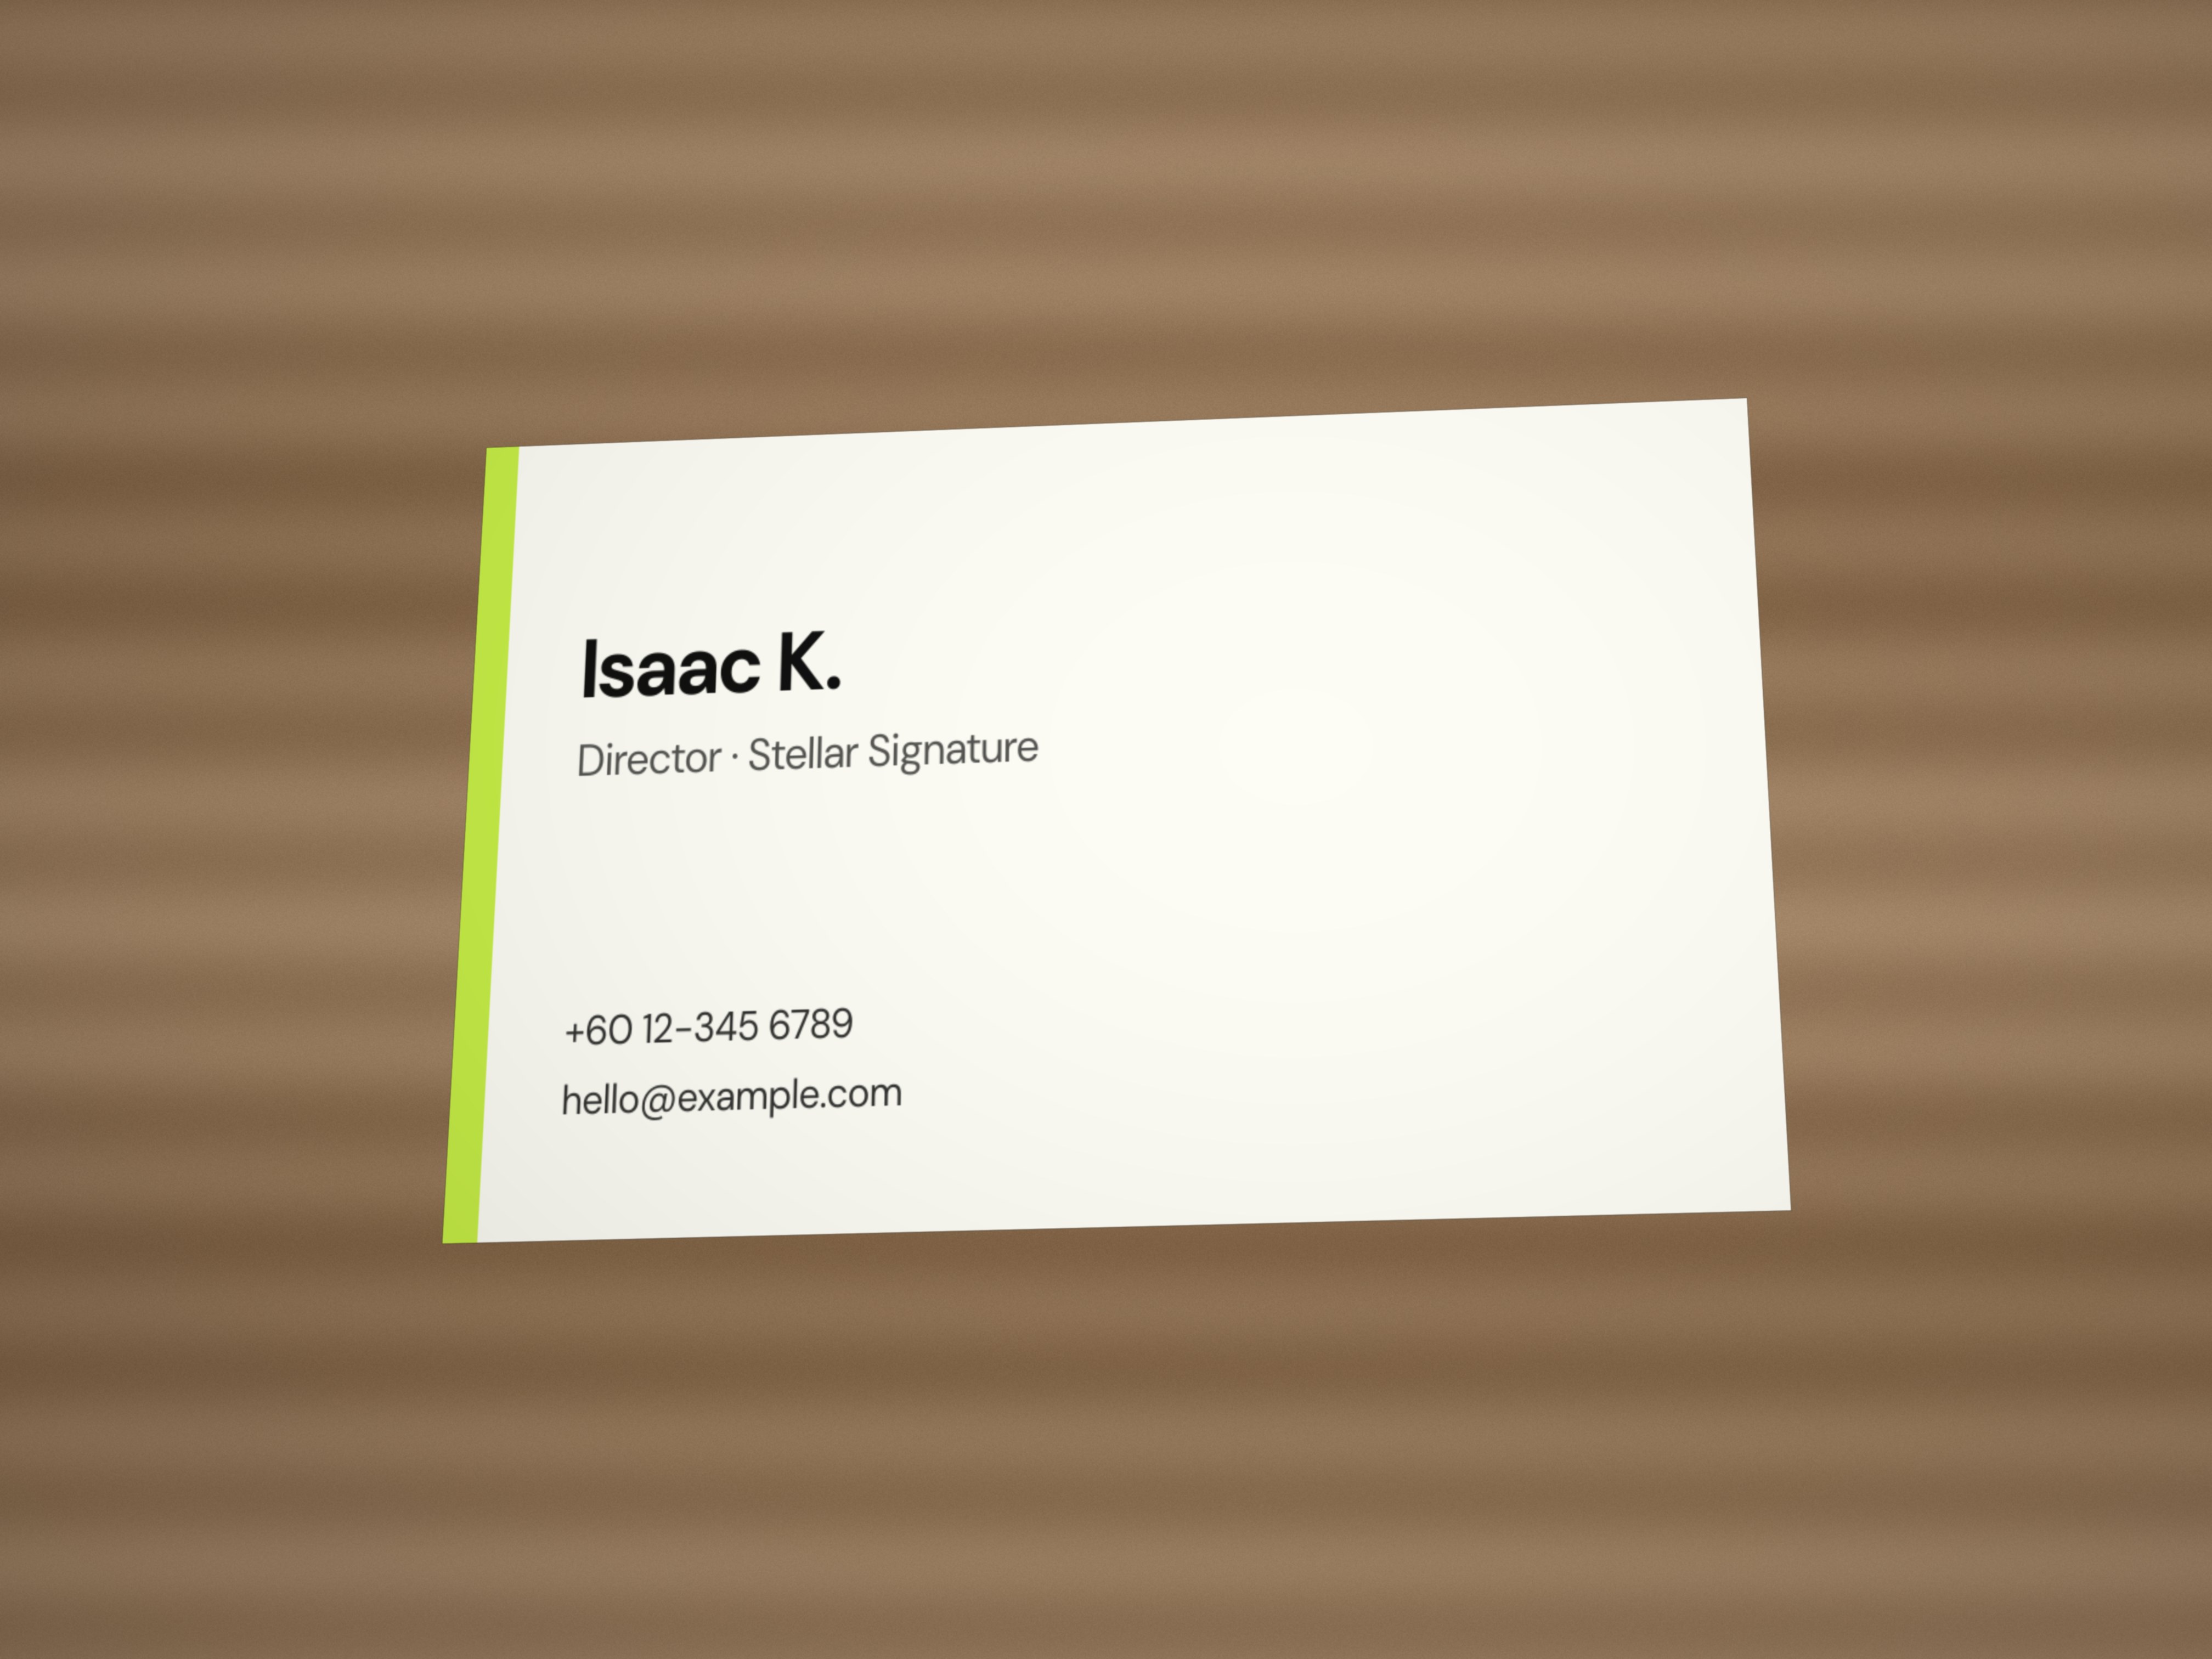 Isaac K.
Director · Stellar Signature
+60 12-345 6789
hello@example.com